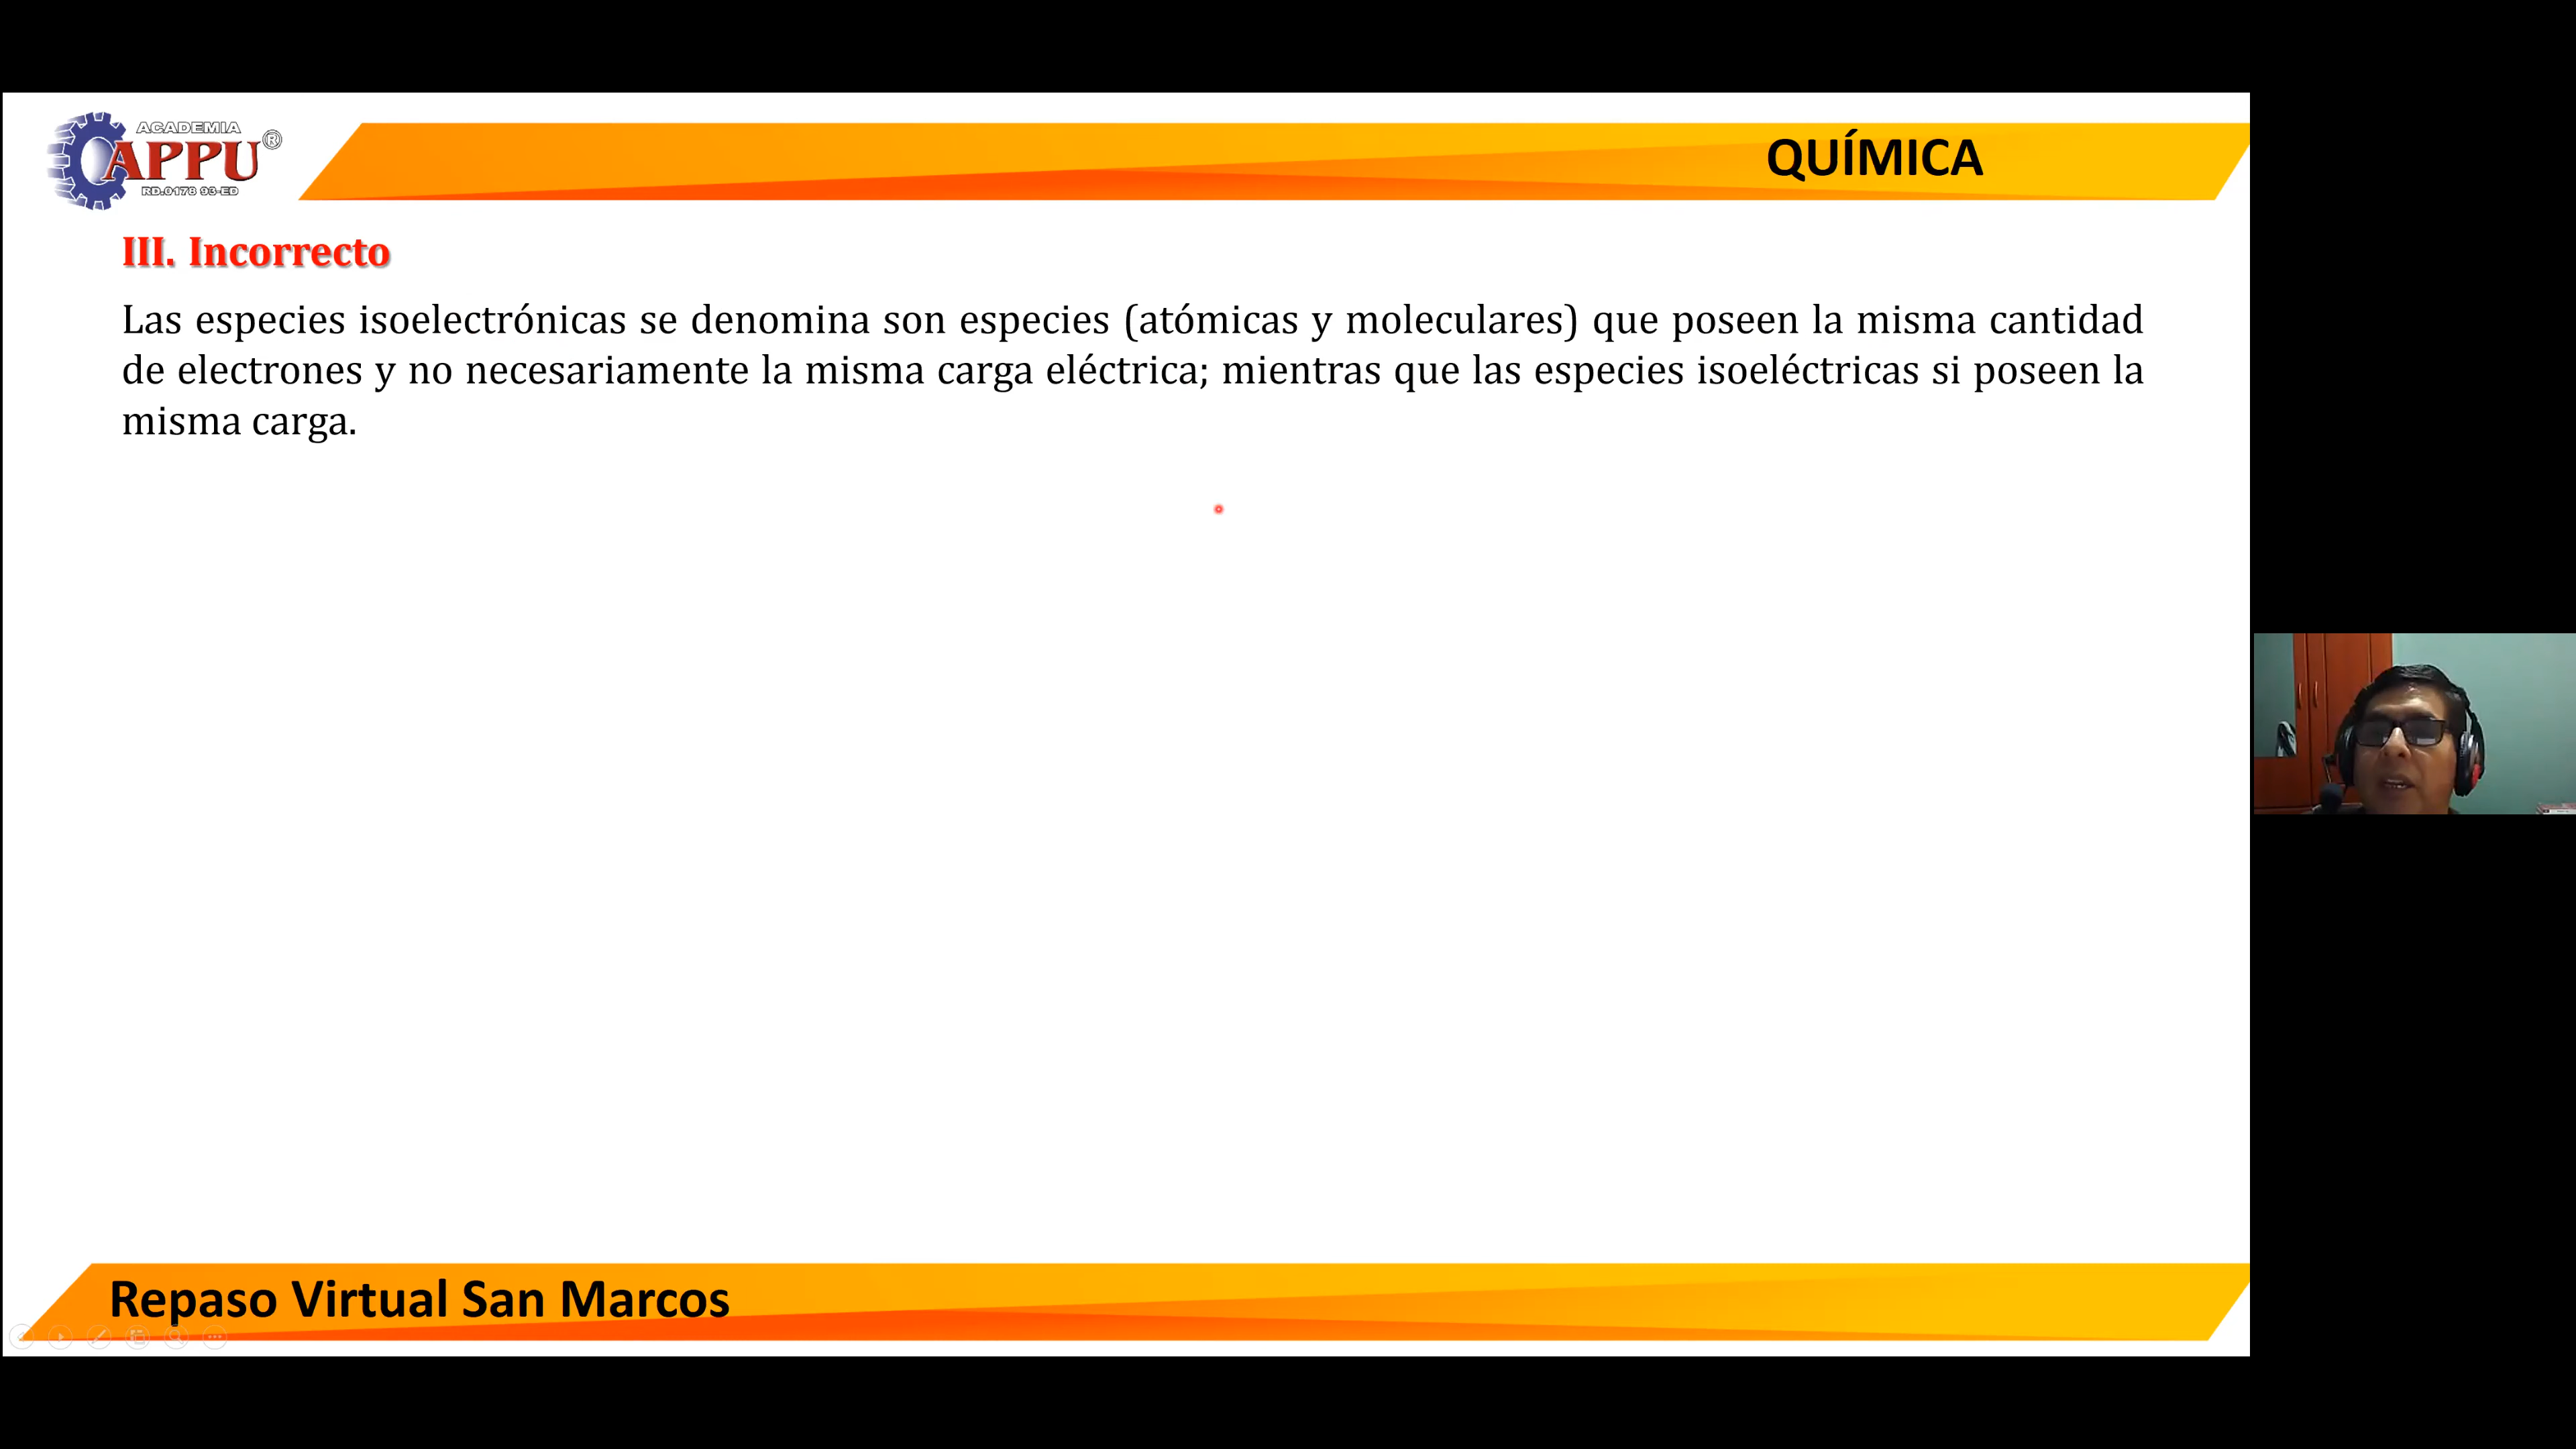 ACADEMIA
APPU®
RD.0178 93-ED
QUÍMICA
III. Incorrecto
Las especies isoelectrónicas se denomina son especies (atómicas y moleculares) que poseen la misma cantidad
de electrones y no necesariamente la misma carga eléctrica; mientras que las especies isoeléctricas si poseen la
misma carga.
Repaso Virtual San Marcos